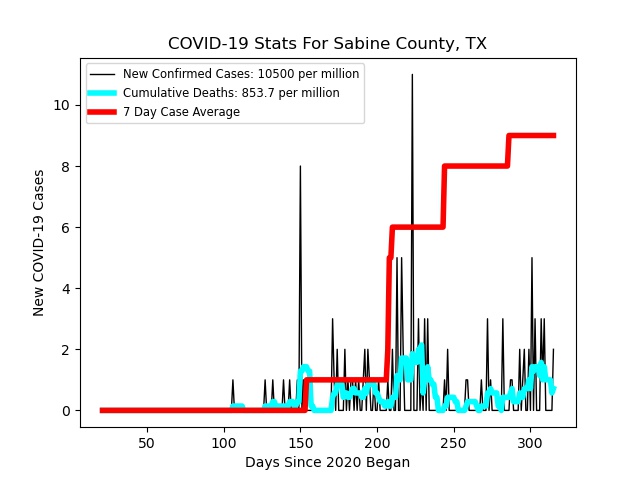 COVID-19 Stats For Sabine County, TX
New Confirmed Cases: 10500 per million
Cumulative Deaths: 853.7 per million
7 Day Case Average
New COVID-19 Cases
10
8
6
4
2
0
50
100
150
200
250
300
Days Since 2020 Began